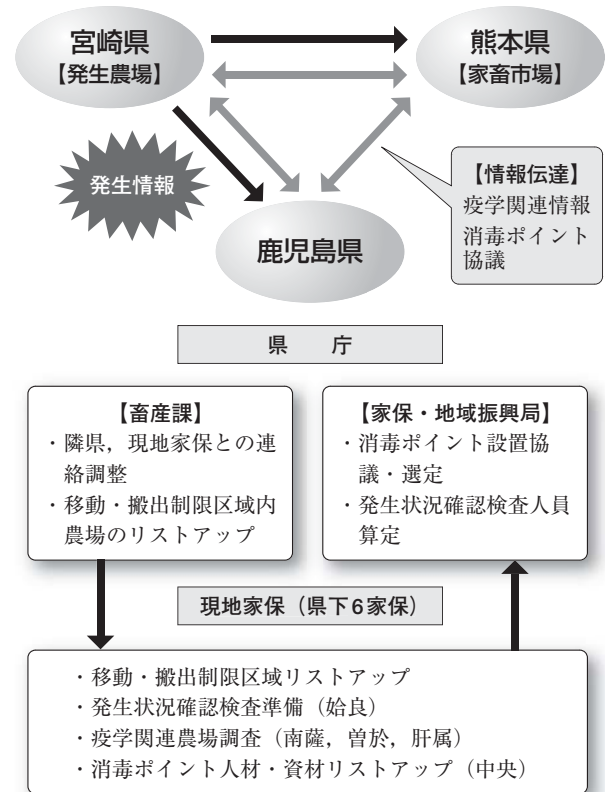 宮崎県
【発生農場】
熊本県
【家畜市場】
発生情報
【情報伝達】
疫学関連情報
消毒ポイント
協議
鹿児島県
県　庁
【畜産課】
・隣県，現地家保との連
絡調整
・移動・搬出制限区域内
農場のリストアップ
【家保・地域振興局】
・消毒ポイント設置協
議・選定
・発生状況確認検査人員
算定
現地家保（県下6家保）
・移動・搬出制限区域リストアップ
・発生状況確認検査準備（姶良）
・疫学関連農場調査（南薩，曽於，肝属）
・消毒ポイント人材・資材リストアップ（中央）